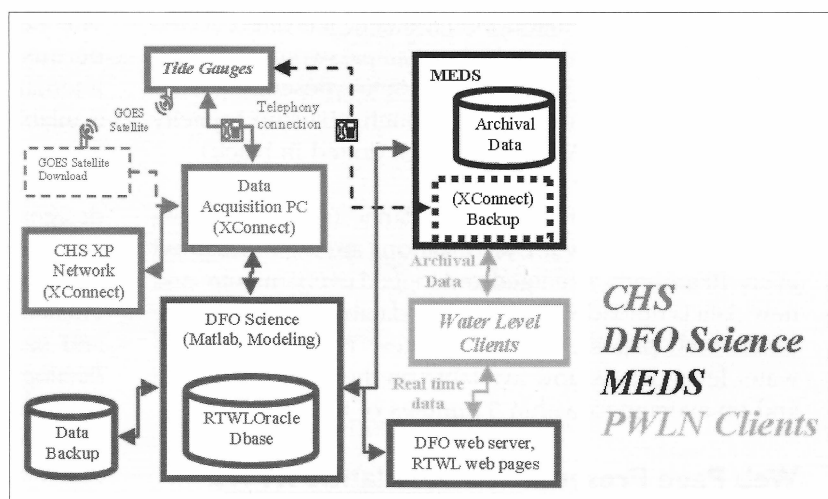 Tide Gauges
GOES
Satellite
Telephony
connection
GOES Satellite
Download
Data
Acquisition PC
(XConnect)
CHS XP
Network
(XConnect)
MEDS
Archival
Data
(XConnect)
Backup
Archival
Data
Water Level
Clients
Real time
data
DFO Science
(Matlab, Modeling)
RTWLOracle
Dbase
Data
Backup
DFO web server,
RTWL web pages
CHS
DFO Science
MEDS
PWLN Clients